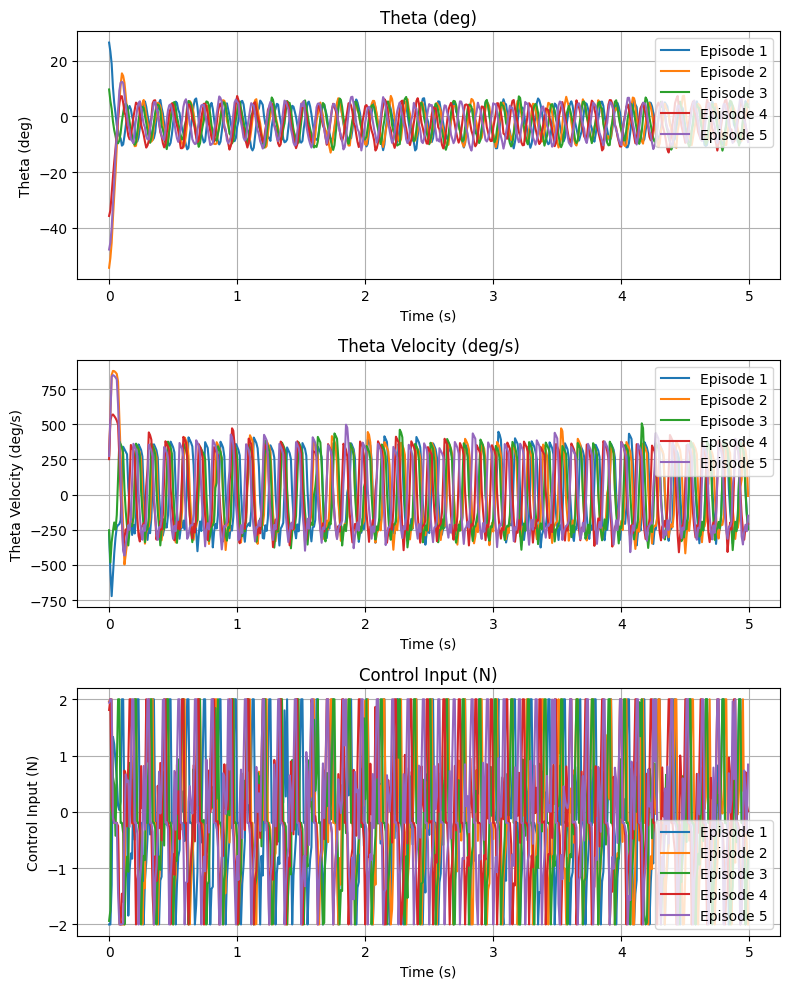 Theta (deg)
Theta (deg)
20
0
−20
−40
Episode 1
Episode 2
Episode 3
Episode 4
Episode 5
0 1 2 3 4 5
Time (s)
Theta Velocity (deg/s)
Theta Velocity (deg/s)
750
500
250
0
−250
−500
−750
Episode 1
Episode 2
Episode 3
Episode 4
Episode 5
0 1 2 3 4 5
Time (s)
Control Input (N)
Control Input (N)
2
1
0
−1
−2
Episode 1
Episode 2
Episode 3
Episode 4
Episode 5
0 1 2 3 4 5
Time (s)